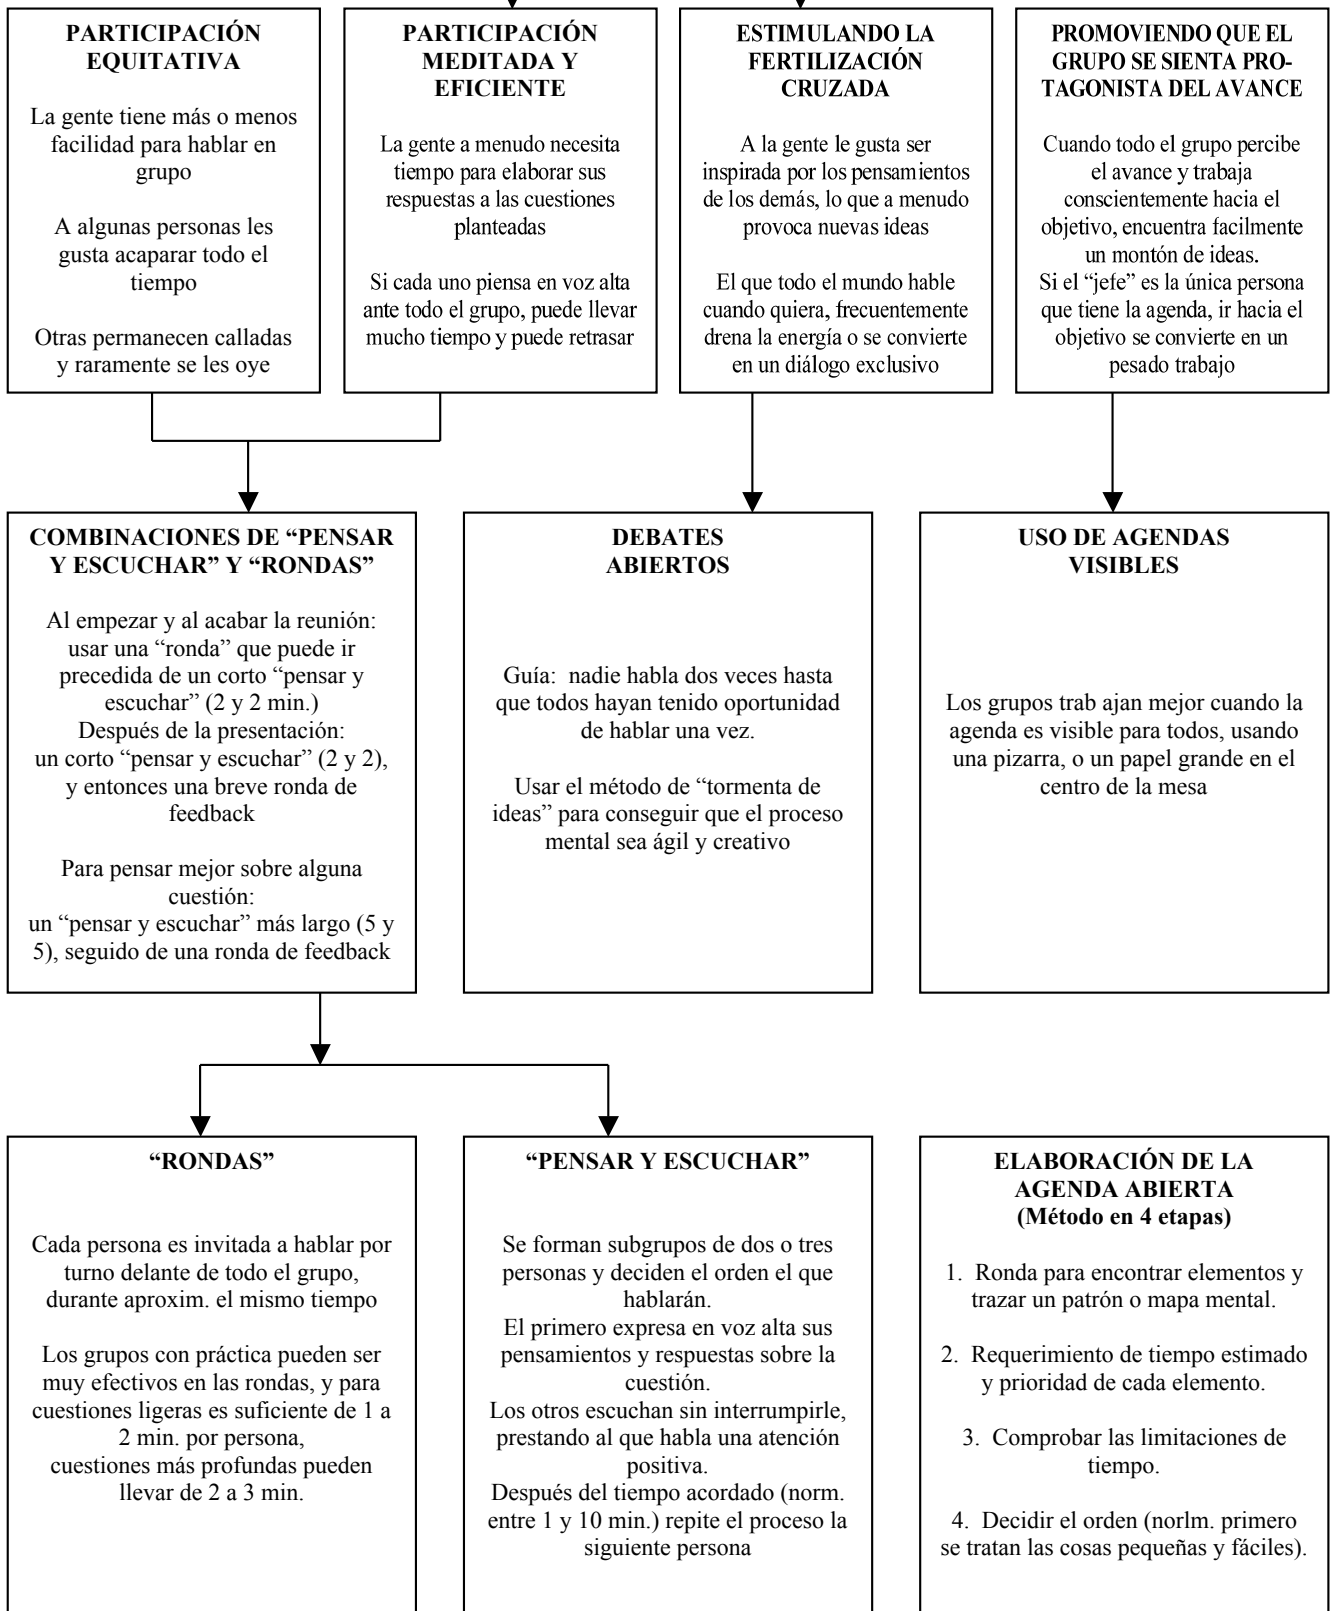 PARTICIPACIÓN
EQUITATIVA
La gente tiene más o menos
facilidad para hablar en
grupo
A algunas personas les
gusta acaparar todo el
tiempo
Otras permanecen calladas
y raramente se les oye
PARTICIPACIÓN
MEDITADA Y
EFICIENTE
La gente a menudo necesita
tiempo para elaborar sus
respuestas a las cuestiones
planteadas
Si cada uno piensa en voz alta
ante todo el grupo, puede llevar
mucho tiempo y puede retrasar
ESTIMULANDO LA
FERTILIZACIÓN
CRUZADA
A la gente le gusta ser
inspirada por los pensamientos
de los demás, lo que a menudo
provoca nuevas ideas
El que todo el mundo hable
cuando quiera, frecuentemente
drena la energía o se convierte
en un diálogo exclusivo
PROMOVIENDO QUE EL
GRUPO SE SIENTA PRO-
TAGONISTA DEL AVANCE
Cuando todo el grupo percibe
el avance y trabaja
conscientemente hacia el
objetivo, encuentra facilmente
un montón de ideas.
Si el “jefe” es la única persona
que tiene la agenda, ir hacia el
objetivo se convierte en un
pesado trabajo
COMBINACIONES DE “PENSAR
Y ESCUCHAR” Y “RONDAS”
Al empezar y al acabar la reunión:
usar una “ronda” que puede ir
precedida de un corto “pensar y
escuchar” (2 y 2 min.)
Después de la presentación:
un corto “pensar y escuchar” (2 y 2),
y entonces una breve ronda de
feedback
Para pensar mejor sobre alguna
cuestión:
un “pensar y escuchar” más largo (5 y
5), seguido de una ronda de feedback
DEBATES
ABIERTOS
Guía: nadie habla dos veces hasta
que todos hayan tenido oportunidad
de hablar una vez.
Usar el método de “tormenta de
ideas” para conseguir que el proceso
mental sea ágil y creativo
USO DE AGENDAS
VISIBLES
Los grupos trab ajan mejor cuando la
agenda es visible para todos, usando
una pizarra, o un papel grande en el
centro de la mesa
“RONDAS”
Cada persona es invitada a hablar por
turno delante de todo el grupo,
durante aproxim. el mismo tiempo
Los grupos con práctica pueden ser
muy efectivos en las rondas, y para
cuestiones ligeras es suficiente de 1 a
2 min. por persona,
cuestiones más profundas pueden
llevar de 2 a 3 min.
“PENSAR Y ESCUCHAR”
Se forman subgrupos de dos o tres
personas y deciden el orden el que
hablarán.
El primero expresa en voz alta sus
pensamientos y respuestas sobre la
cuestión.
Los otros escuchan sin interrumpirle,
prestando al que habla una atención
positiva.
Después del tiempo acordado (norm.
entre 1 y 10 min.) repite el proceso la
siguiente persona
ELABORACIÓN DE LA
AGENDA ABIERTA
(Método en 4 etapas)
1. Ronda para encontrar elementos y
trazar un patrón o mapa mental.
2. Requerimiento de tiempo estimado
y prioridad de cada elemento.
3. Comprobar las limitaciones de
tiempo.
4. Decidir el orden (norlm. primero
se tratan las cosas pequeñas y fáciles).